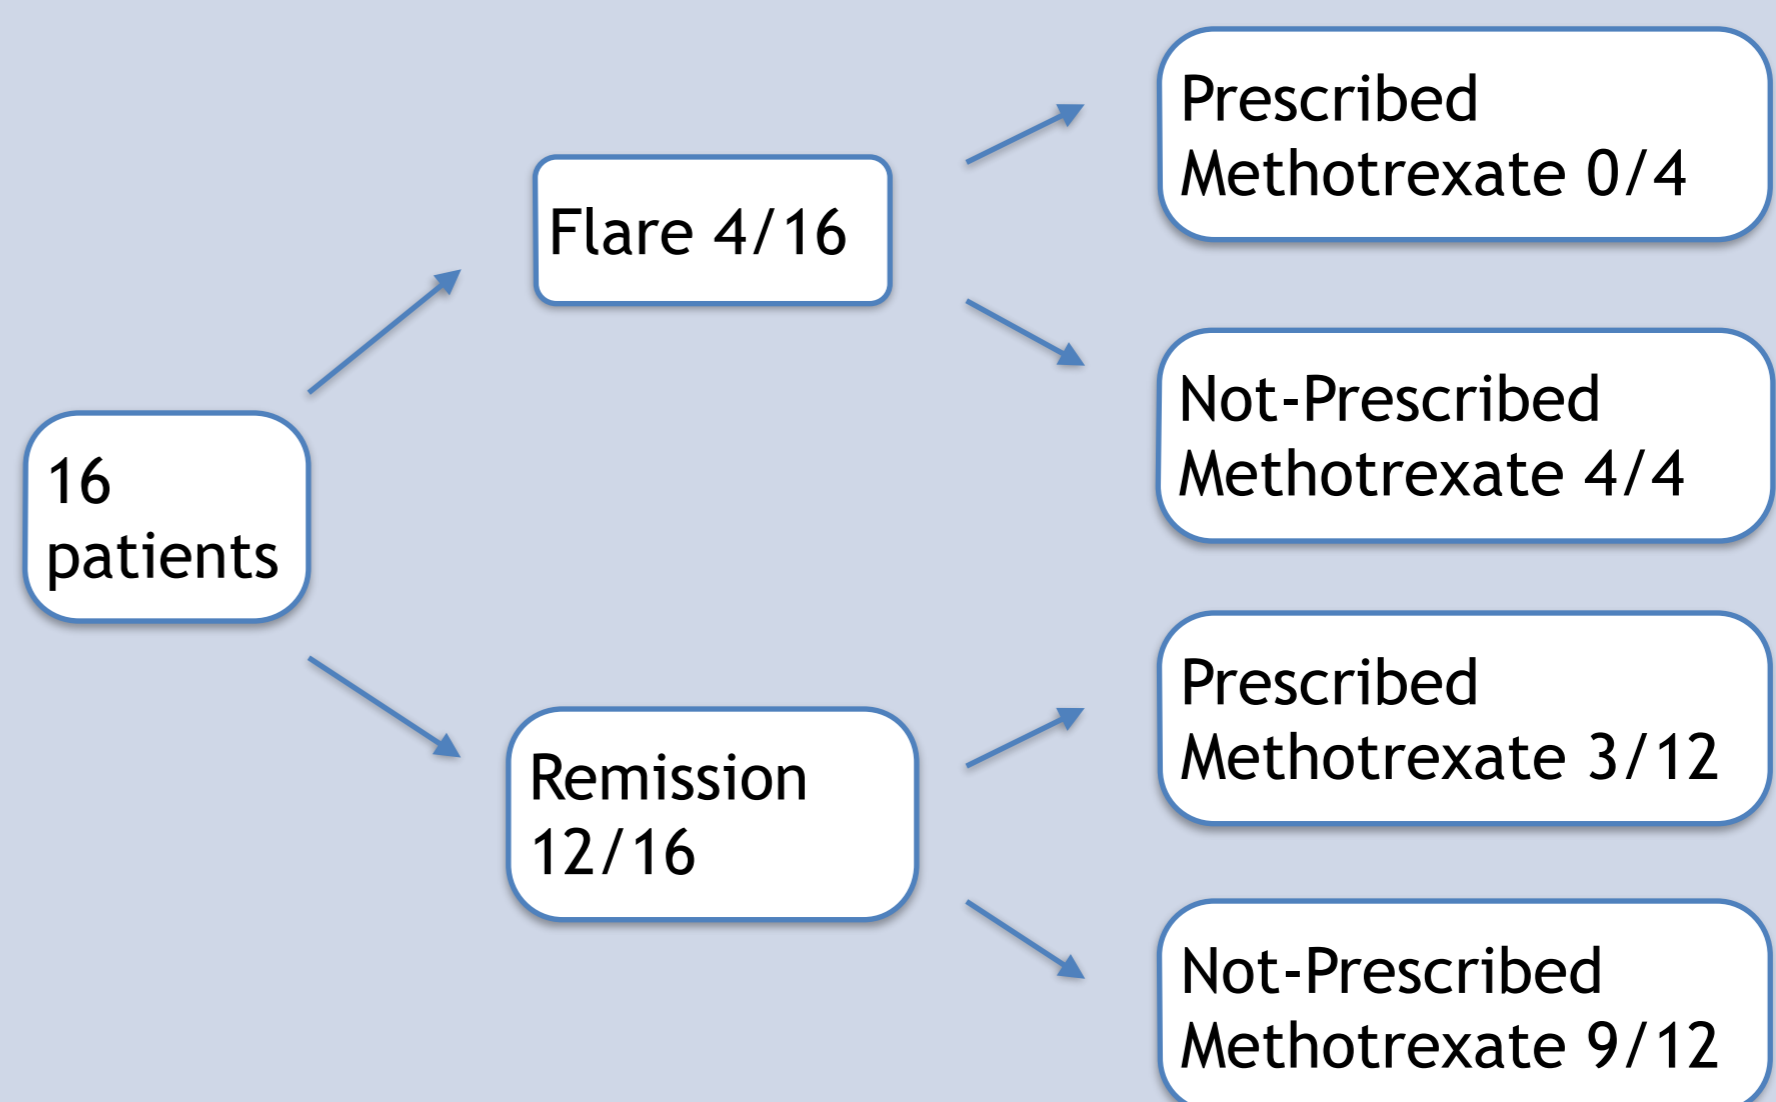 16
patients
Flare 4/16
Remission
12/16
Prescribed
Methotrexate 0/4
Not-Prescribed
Methotrexate 4/4
Prescribed
Methotrexate 3/12
Not-Prescribed
Methotrexate 9/12